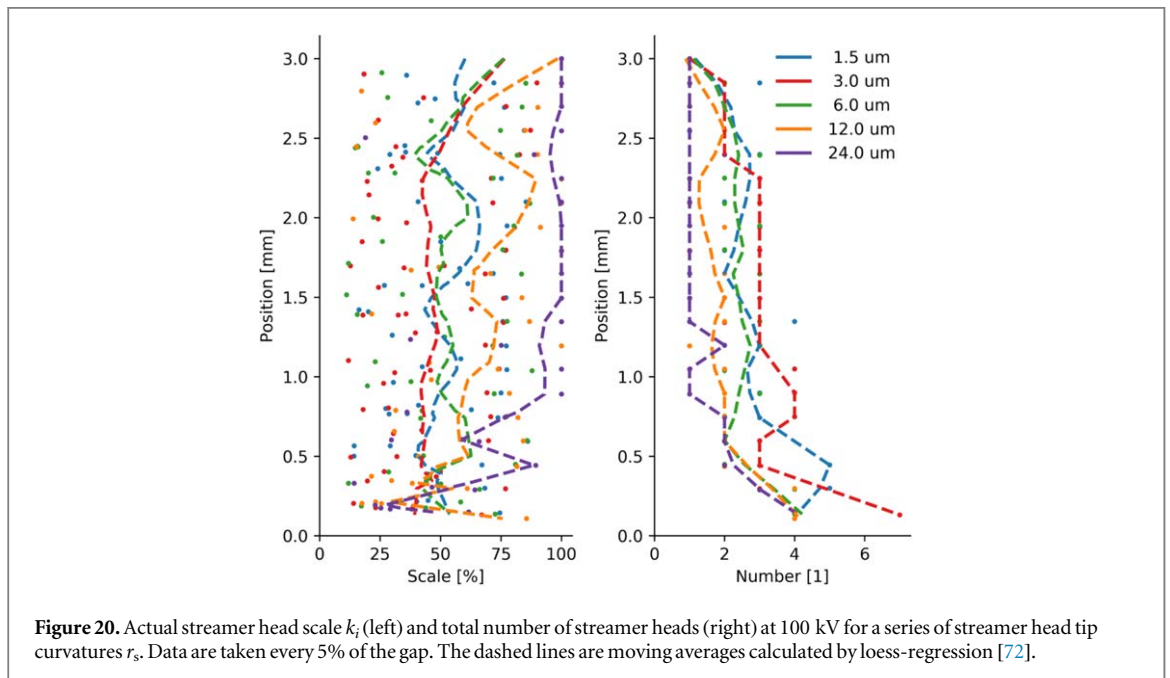 3.0
2.5
2.0
1.5
1.0
0.5
0.0
Position [mm]
0 25 50 75 100
Scale [%]
3.0
2.5
2.0
1.5
1.0
0.5
0.0
Position [mm]
0 2 4 6
Number [1]
1.5 um
3.0 um
6.0 um
12.0 um
24.0 um
Figure 20. Actual streamer head scale kᵢ (left) and total number of streamer heads (right) at 100 kV for a series of streamer head tip
curvatures rₛ. Data are taken every 5% of the gap. The dashed lines are moving averages calculated by loess-regression [72].